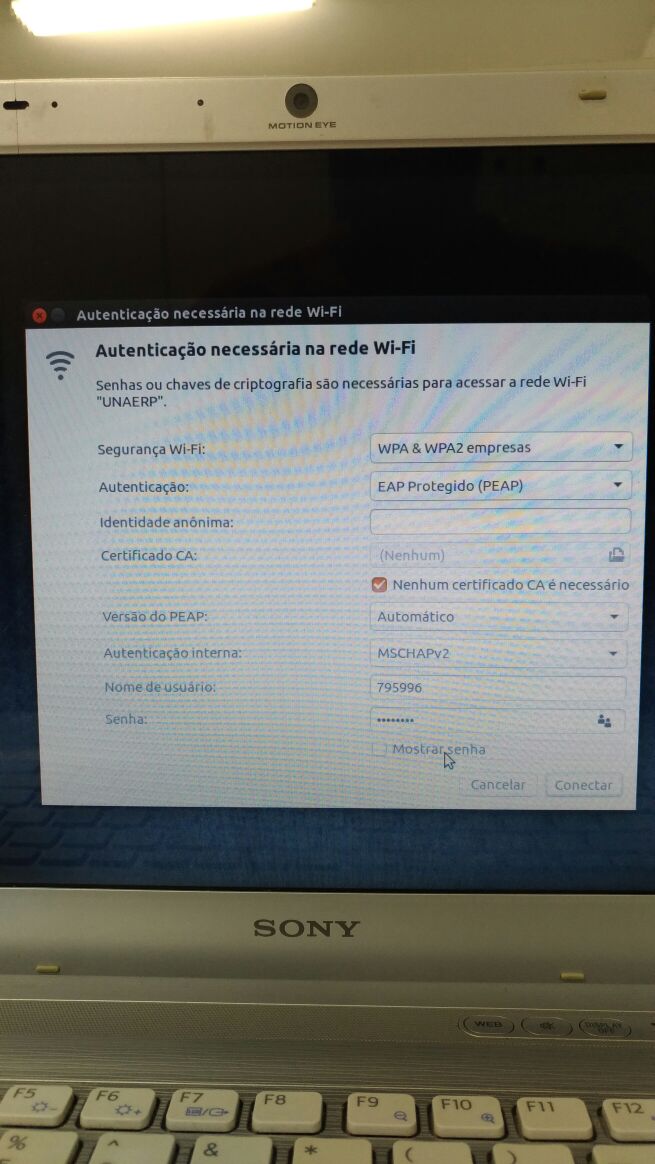 MOTION EYE
Autenticação necessária na rede Wi-Fi
Autenticação necessária na rede Wi-Fi
Senhas ou chaves de criptografia são necessárias para acessar a rede Wi-Fi
"UNAERP".
Segurança Wi-Fi: WPA & WPA2 empresas
Autenticação: EAP Protegido (PEAP)
Identidade anônima:
Certificado CA: (Nenhum)
Nenhum certificado CA é necessário
Versão do PEAP: Automático
Autenticação interna: MSCHAPv2
Nome de usuário: 795996
Senha: ••••••••
Mostrar senha
Cancelar Conectar
SONY
WEB DISPLAY OFF
F5 F6 F7 F8 F9 F10 F11 F12
% ^ & * ( )